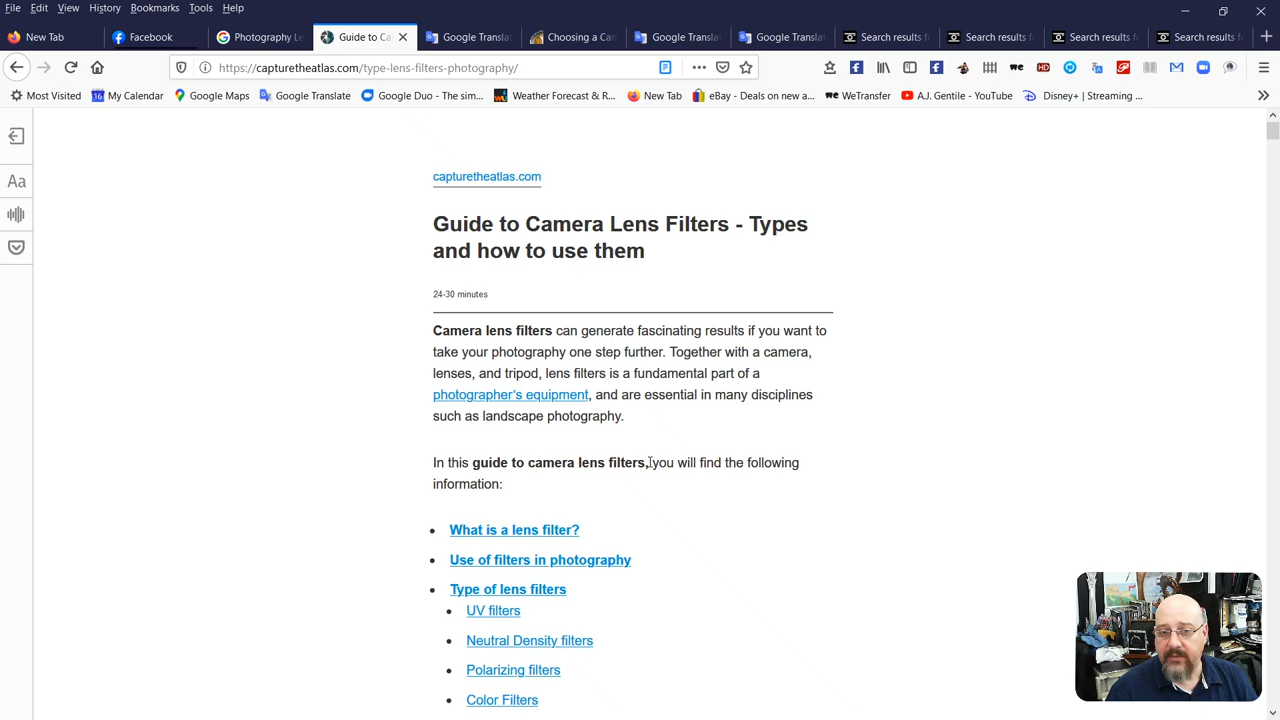 File Edit View History Bookmarks Tools Help
New Tab
Facebook
Photography Le
Guide to Ca
Google Transla
Choosing a Can
Google Transla
Google Transla
Search results f
Search results f
Search results f
Search results f
https://capturetheatlas.com/type-lens-filters-photography/
Most Visited My Calendar Google Maps Google Translate Google Duo - The sim... Weather Forecast & R... New Tab eBay - Deals on new a... WeTransfer A.J. Gentile - YouTube Disney+ | Streaming ...
Aa
capturetheatlas.com
Guide to Camera Lens Filters - Types
and how to use them
24-30 minutes
Camera lens filters can generate fascinating results if you want to
take your photography one step further. Together with a camera,
lenses, and tripod, lens filters is a fundamental part of a
photographer's equipment, and are essential in many disciplines
such as landscape photography.
In this guide to camera lens filters, you will find the following
information:
• What is a lens filter?
• Use of filters in photography
• Type of lens filters
• UV filters
• Neutral Density filters
• Polarizing filters
• Color Filters